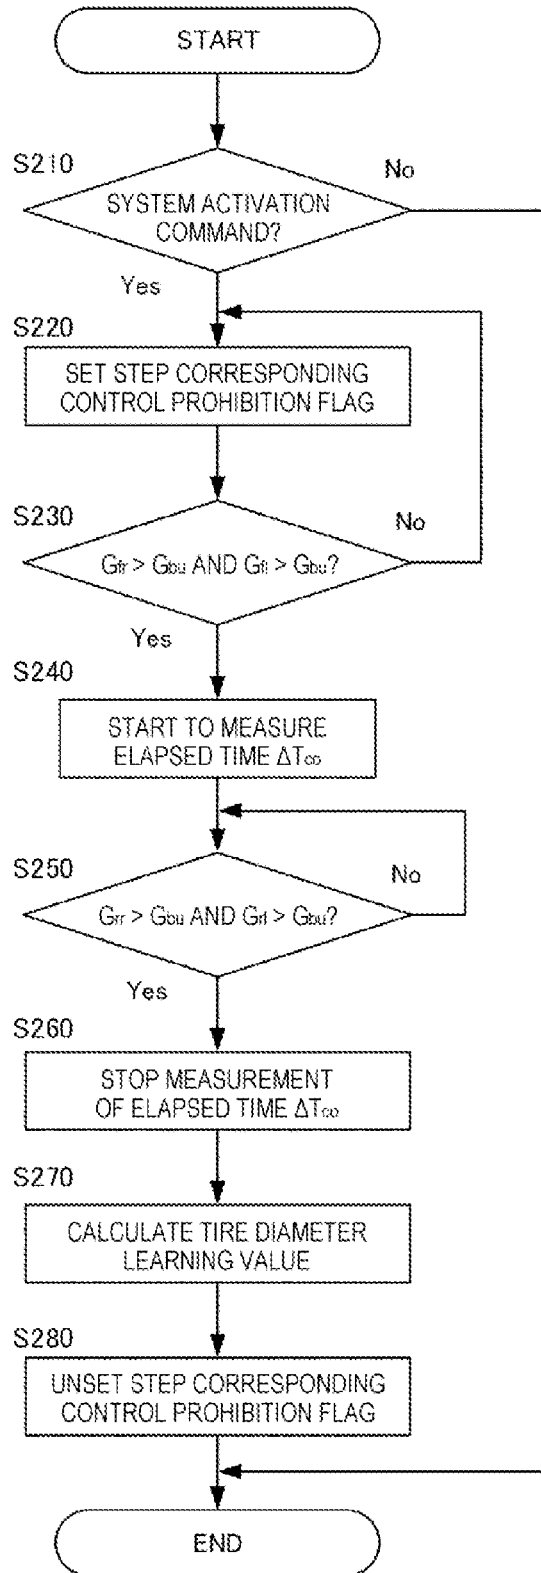 START
S210
No
SYSTEM ACTIVATION
COMMAND?
Yes
S220
SET STEP CORRESPONDING
CONTROL PROHIBITION FLAG
S230
No
Gfr > Gbu AND Gfl > Gbu?
Yes
S240
START TO MEASURE
ELAPSED TIME ΔTco
S250
No
Grr > Gbu AND Grl > Gbu?
Yes
S260
STOP MEASUREMENT
OF ELAPSED TIME ΔTco
S270
CALCULATE TIRE DIAMETER
LEARNING VALUE
S280
UNSET STEP CORRESPONDING
CONTROL PROHIBITION FLAG
END